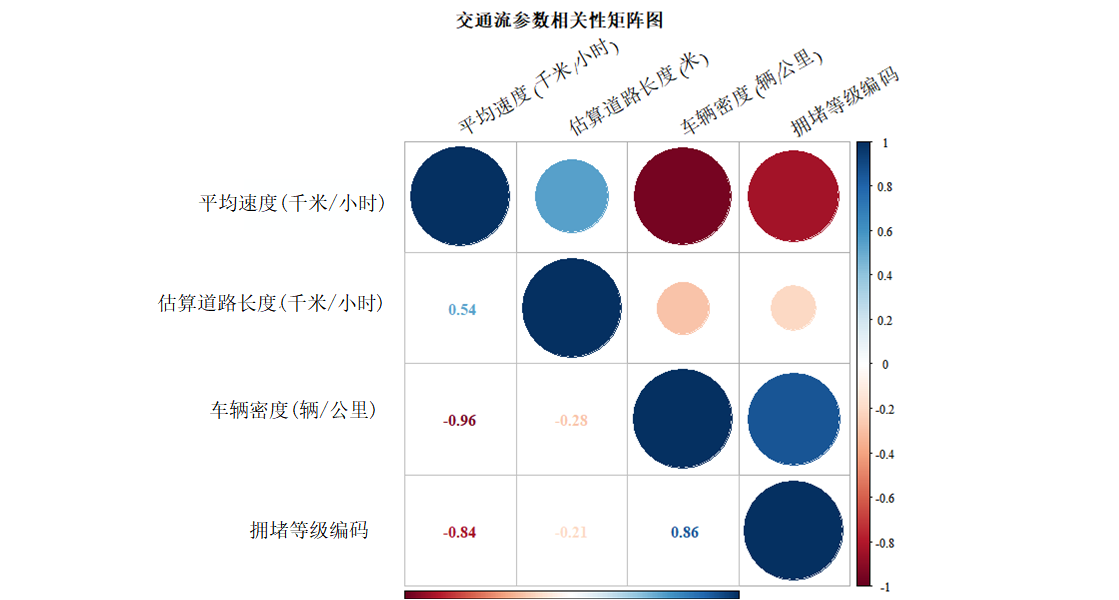 交通流参数相关性矩阵图
平均速度(千米/小时)
估算道路长度(米)
车辆密度(辆/公里)
拥堵等级编码
平均速度(千米/小时)
估算道路长度(千米/小时)
0.54
车辆密度(辆/公里)
-0.96
-0.28
拥堵等级编码
-0.84
-0.21
0.86
1
0.8
0.6
0.4
0.2
0
-0.2
-0.4
-0.6
-0.8
-1